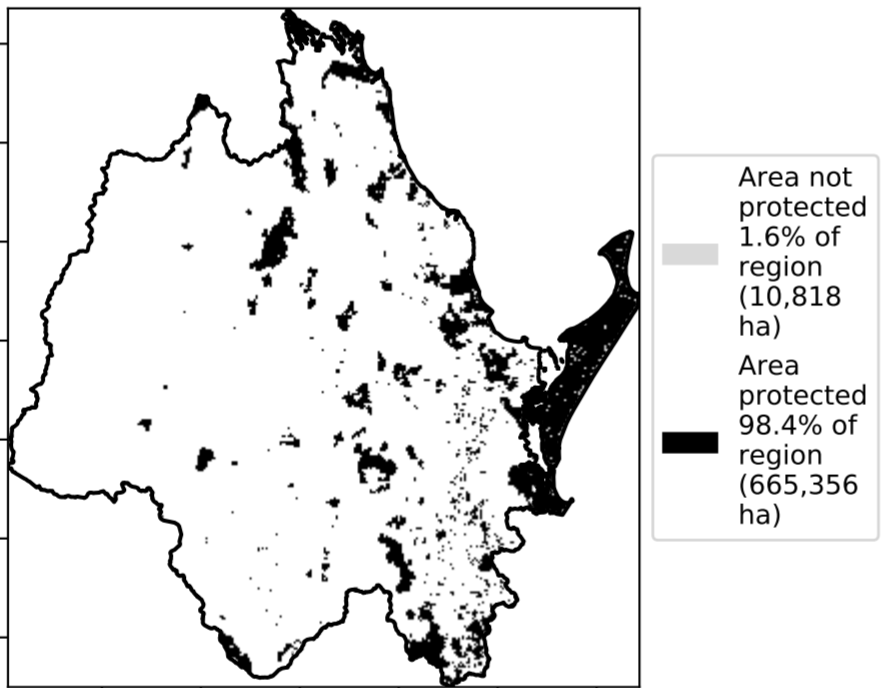 Area not
protected
1.6% of
region
(10,818
ha)
Area
protected
98.4% of
region
(665,356
ha)